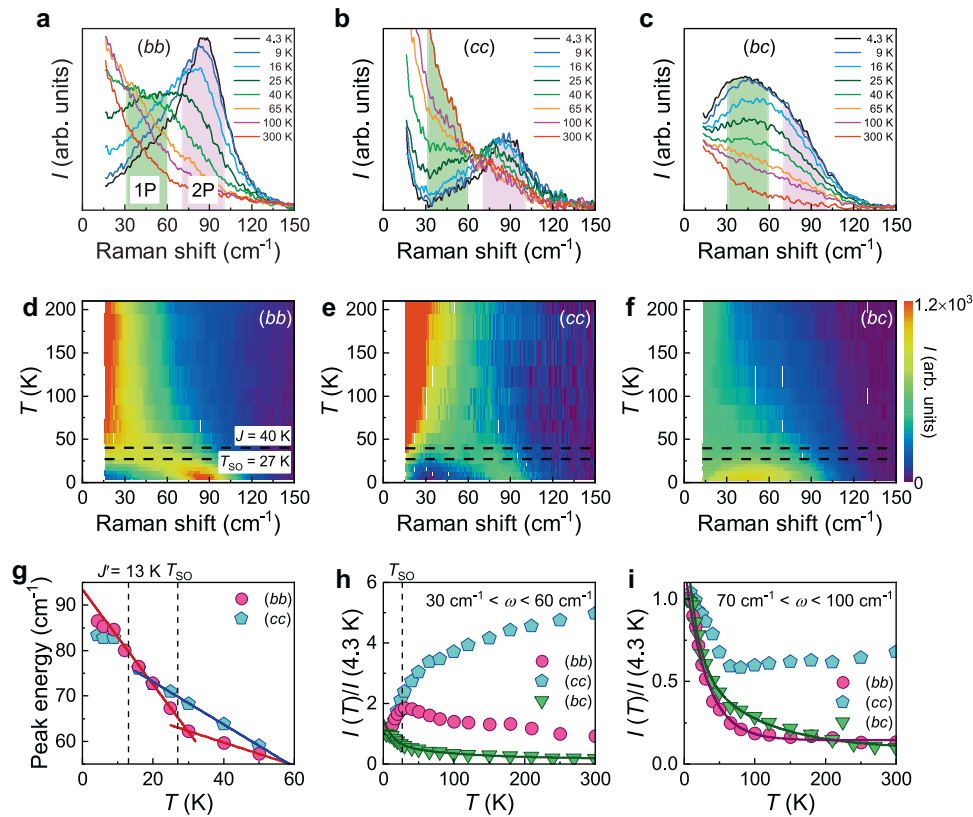 a
(bb)
4.3 K
9 K
16 K
25 K
40 K
65 K
100 K
300 K
1P
2P
I (arb. units)
0 30 60 90 120 150
Raman shift (cm⁻¹)
b
(cc)
4.3 K
9 K
16 K
25 K
40 K
65 K
100 K
300 K
I (arb. units)
0 30 60 90 120 150
Raman shift (cm⁻¹)
c
(bc)
4.3 K
9 K
16 K
25 K
40 K
65 K
100 K
300 K
I (arb. units)
0 30 60 90 120 150
Raman shift (cm⁻¹)
d
(bb)
200
150
100
50
0
T (K)
J = 40 K
T_SO = 27 K
0 30 60 90 120 150
Raman shift (cm⁻¹)
e
(cc)
200
150
100
50
0
T (K)
0 30 60 90 120 150
Raman shift (cm⁻¹)
f
(bc)
200
150
100
50
0
T (K)
0 30 60 90 120 150
Raman shift (cm⁻¹)
1.2×10³
I (arb. units)
0
g
J' = 13 K T_SO
(bb)
(cc)
90
80
70
60
Peak energy (cm⁻¹)
0 20 40 60
T (K)
h
T_SO
30 cm⁻¹ < ω < 60 cm⁻¹
(bb)
(cc)
(bc)
6
4
2
0
I (T)/I (4.3 K)
0 100 200 300
T (K)
i
70 cm⁻¹ < ω < 100 cm⁻¹
(bb)
(cc)
(bc)
1.0
0.5
0.0
I (T)/I (4.3 K)
0 100 200 300
T (K)